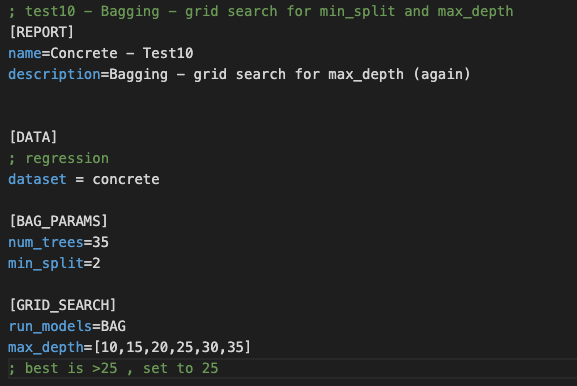 ; test10 - Bagging - grid search for min_split and max_depth
[REPORT]
name=Concrete - Test10
description=Bagging - grid search for max_depth (again)
[DATA]
; regression
dataset = concrete
[BAG_PARAMS]
num_trees=35
min_split=2
[GRID_SEARCH]
run_models=BAG
max_depth=[10,15,20,25,30,35]
; best is >25 , set to 25